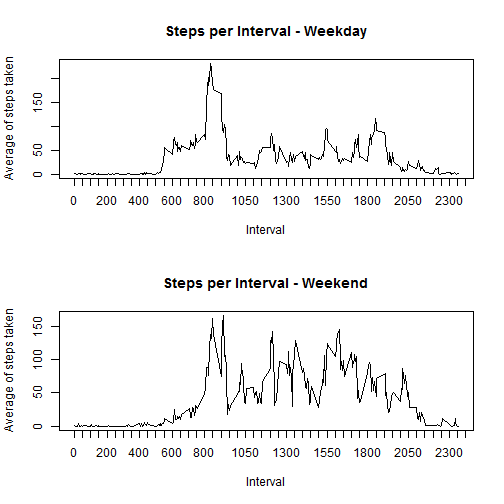 Steps per Interval - Weekday
Average of steps taken
0 50 150
0 200 400 600 800 1050 1300 1550 1800 2050 2300
Interval
Steps per Interval - Weekend
Average of steps taken
0 50 100 150
0 200 400 600 800 1050 1300 1550 1800 2050 2300
Interval